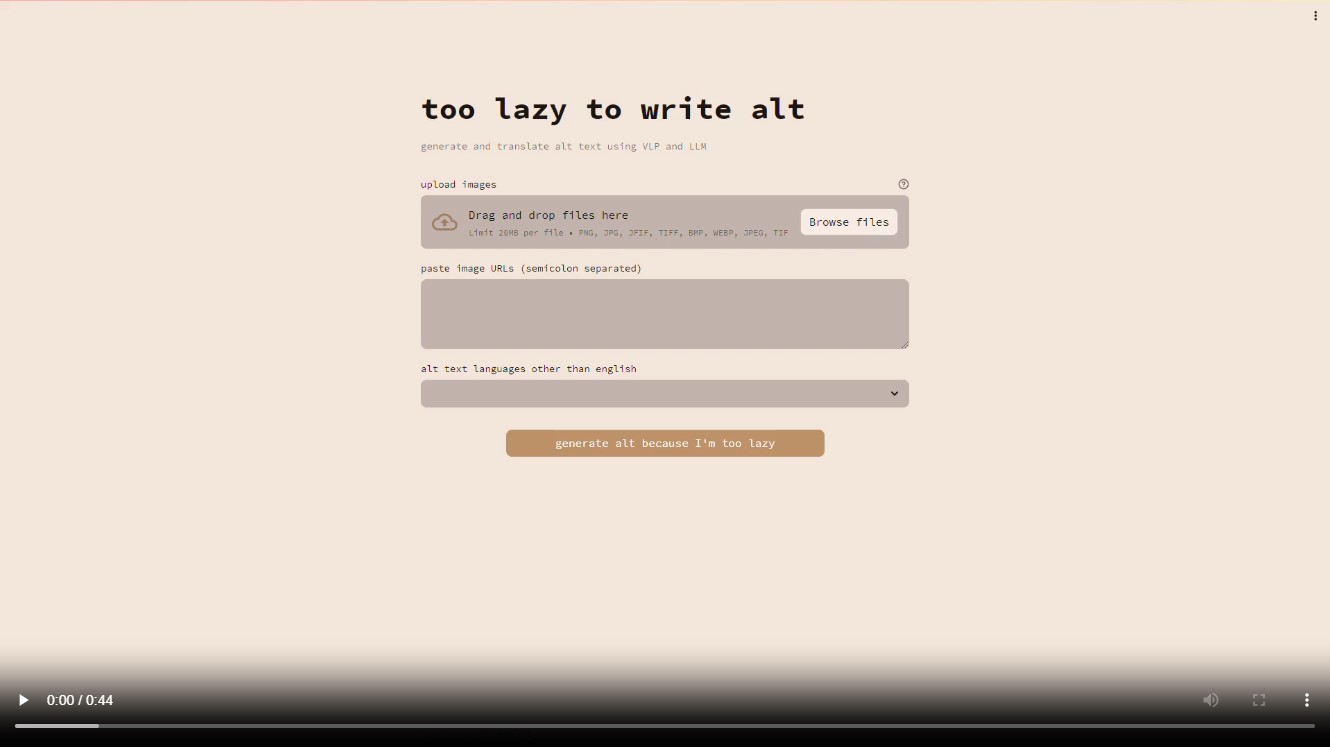 too lazy to write alt
generate and translate alt text using VLP and LLM
upload images
Drag and drop files here
Limit 20MB per file • PNG, JPG, JFIF, TIFF, BMP, WEBP, JPEG, TIF
Browse files
paste image URLs (semicolon separated)
alt text languages other than english
generate alt because I'm too lazy
0:00 / 0:44